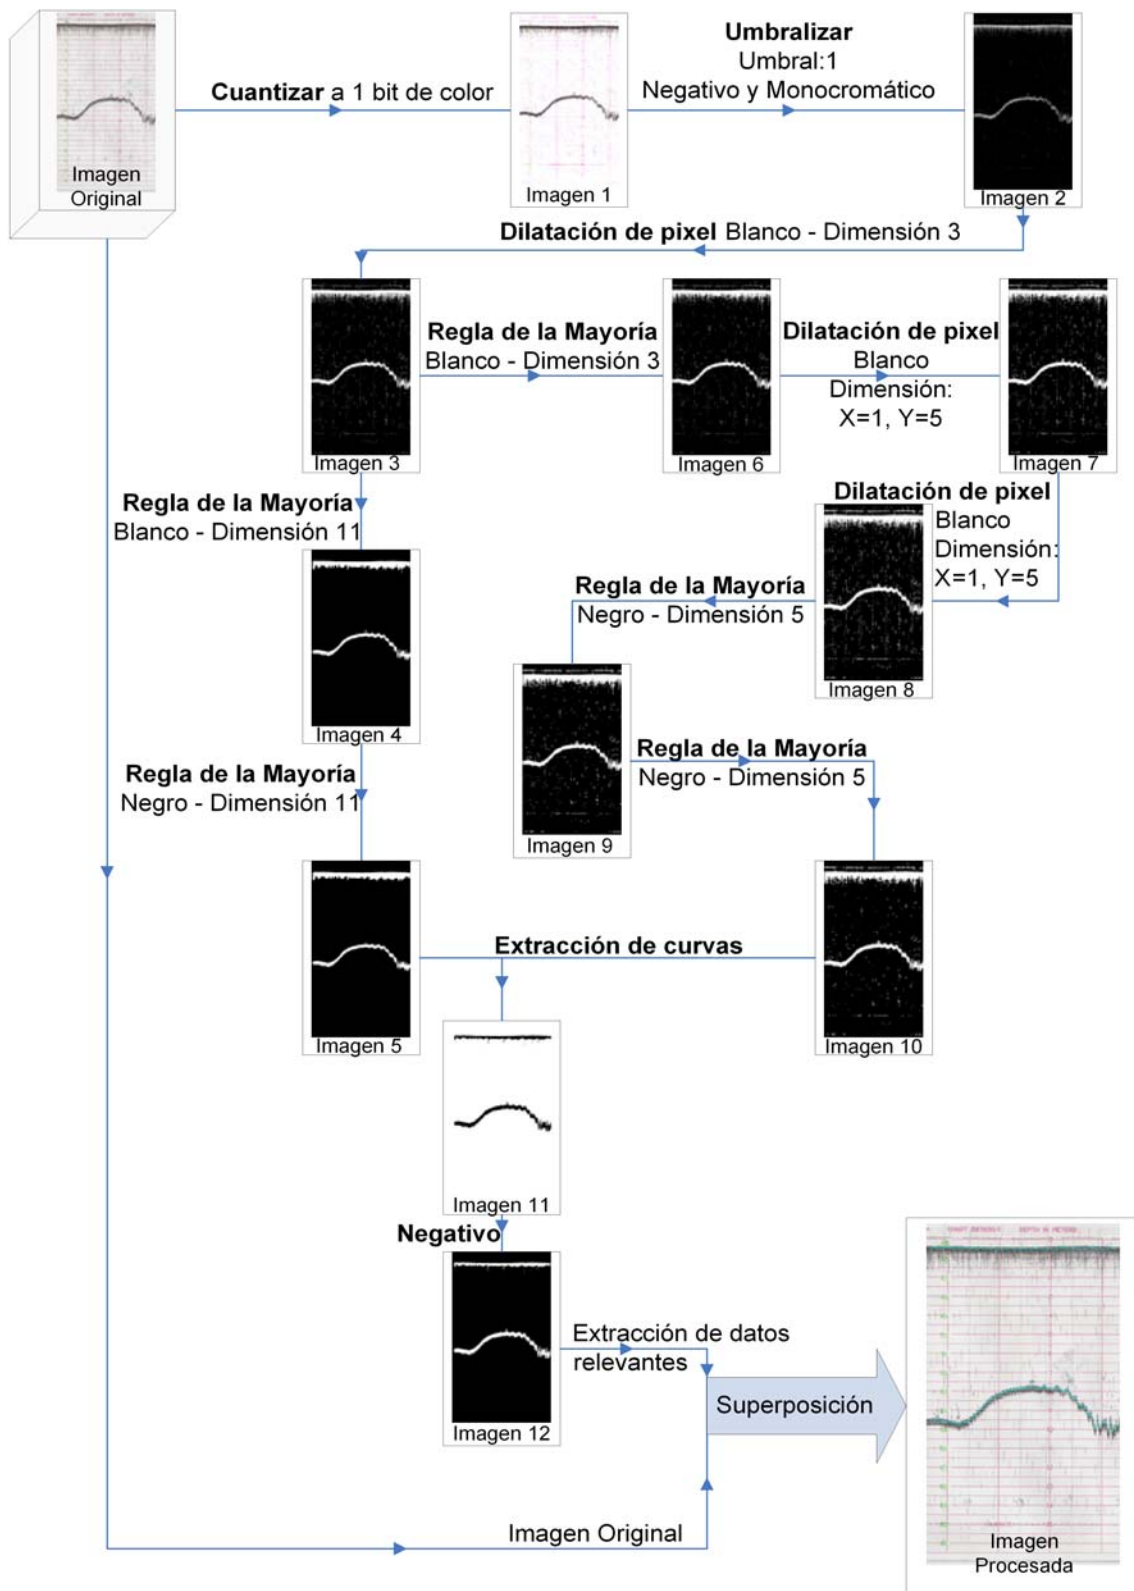 Imagen
Original
Cuantizar a 1 bit de color
Imagen 1
Umbralizar
Umbral:1
Negativo y Monocromático
Imagen 2
Dilatación de pixel Blanco - Dimensión 3
Imagen 3
Regla de la Mayoría
Blanco - Dimensión 3
Imagen 6
Dilatación de pixel
Blanco
Dimensión:
X=1, Y=5
Imagen 7
Regla de la Mayoría
Blanco - Dimensión 11
Imagen 4
Dilatación de pixel
Blanco
Dimensión:
X=1, Y=5
Imagen 8
Regla de la Mayoría
Negro - Dimensión 5
Imagen 9
Regla de la Mayoría
Negro - Dimensión 5
Imagen 10
Regla de la Mayoría
Negro - Dimensión 11
Imagen 5
Extracción de curvas
Imagen 11
Negativo
Imagen 12
Extracción de datos
relevantes
Superposición
Imagen Original
DEPTH IN METERS
Imagen
Procesada